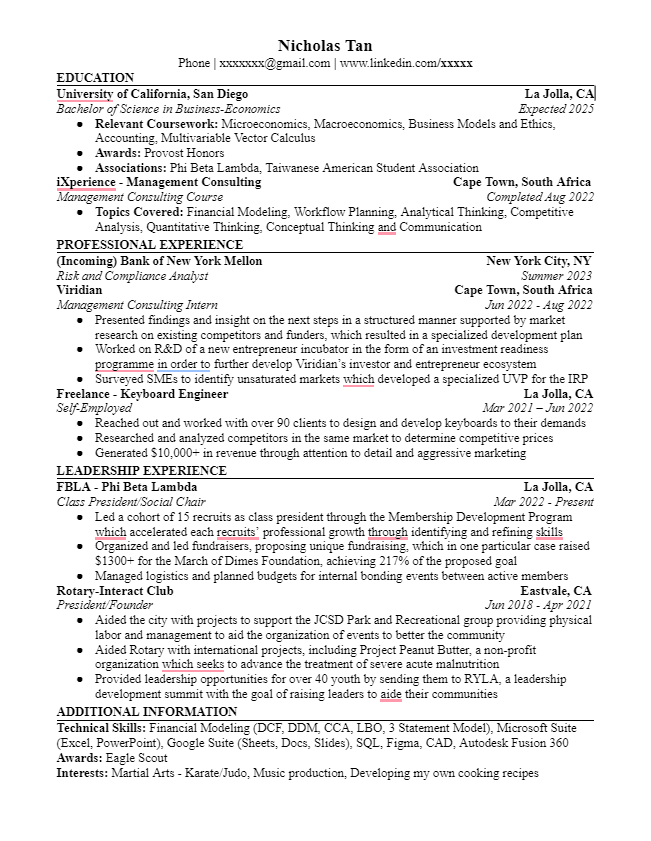 Nicholas Tan
Phone | xxxxxxx@gmail.com | www.linkedin.com/xxxxx
EDUCATION
University of California, San Diego La Jolla, CA
Bachelor of Science in Business-Economics Expected 2025
● Relevant Coursework: Microeconomics, Macroeconomics, Business Models and Ethics,
Accounting, Multivariable Vector Calculus
● Awards: Provost Honors
● Associations: Phi Beta Lambda, Taiwanese American Student Association
iXperience - Management Consulting Cape Town, South Africa
Management Consulting Course Completed Aug 2022
● Topics Covered: Financial Modeling, Workflow Planning, Analytical Thinking, Competitive
Analysis, Quantitative Thinking, Conceptual Thinking and Communication
PROFESSIONAL EXPERIENCE
(Incoming) Bank of New York Mellon New York City, NY
Risk and Compliance Analyst Summer 2023
Viridian Cape Town, South Africa
Management Consulting Intern Jun 2022 - Aug 2022
● Presented findings and insight on the next steps in a structured manner supported by market
research on existing competitors and funders, which resulted in a specialized development plan
● Worked on R&D of a new entrepreneur incubator in the form of an investment readiness
programme in order to further develop Viridian's investor and entrepreneur ecosystem
● Surveyed SMEs to identify unsaturated markets which developed a specialized UVP for the IRP
Freelance - Keyboard Engineer La Jolla, CA
Self-Employed Mar 2021 – Jun 2022
● Reached out and worked with over 90 clients to design and develop keyboards to their demands
● Researched and analyzed competitors in the same market to determine competitive prices
● Generated $10,000+ in revenue through attention to detail and aggressive marketing
LEADERSHIP EXPERIENCE
FBLA - Phi Beta Lambda La Jolla, CA
Class President/Social Chair Mar 2022 - Present
● Led a cohort of 15 recruits as class president through the Membership Development Program
which accelerated each recruits' professional growth through identifying and refining skills
● Organized and led fundraisers, proposing unique fundraising, which in one particular case raised
$1300+ for the March of Dimes Foundation, achieving 217% of the proposed goal
● Managed logistics and planned budgets for internal bonding events between active members
Rotary-Interact Club Eastvale, CA
President/Founder Jun 2018 - Apr 2021
● Aided the city with projects to support the JCSD Park and Recreational group providing physical
labor and management to aid the organization of events to better the community
● Aided Rotary with international projects, including Project Peanut Butter, a non-profit
organization which seeks to advance the treatment of severe acute malnutrition
● Provided leadership opportunities for over 40 youth by sending them to RYLA, a leadership
development summit with the goal of raising leaders to aide their communities
ADDITIONAL INFORMATION
Technical Skills: Financial Modeling (DCF, DDM, CCA, LBO, 3 Statement Model), Microsoft Suite
(Excel, PowerPoint), Google Suite (Sheets, Docs, Slides), SQL, Figma, CAD, Autodesk Fusion 360
Awards: Eagle Scout
Interests: Martial Arts - Karate/Judo, Music production, Developing my own cooking recipes